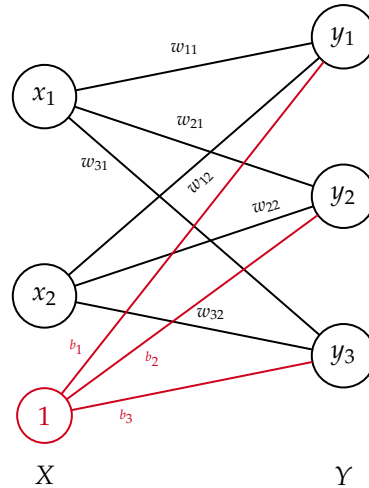 y₁
w₁₁
x₁
w₂₁
w₃₁
w₁₂
y₂
w₂₂
x₂
w₃₂
b₁
b₂
y₃
1
b₃
X
Y